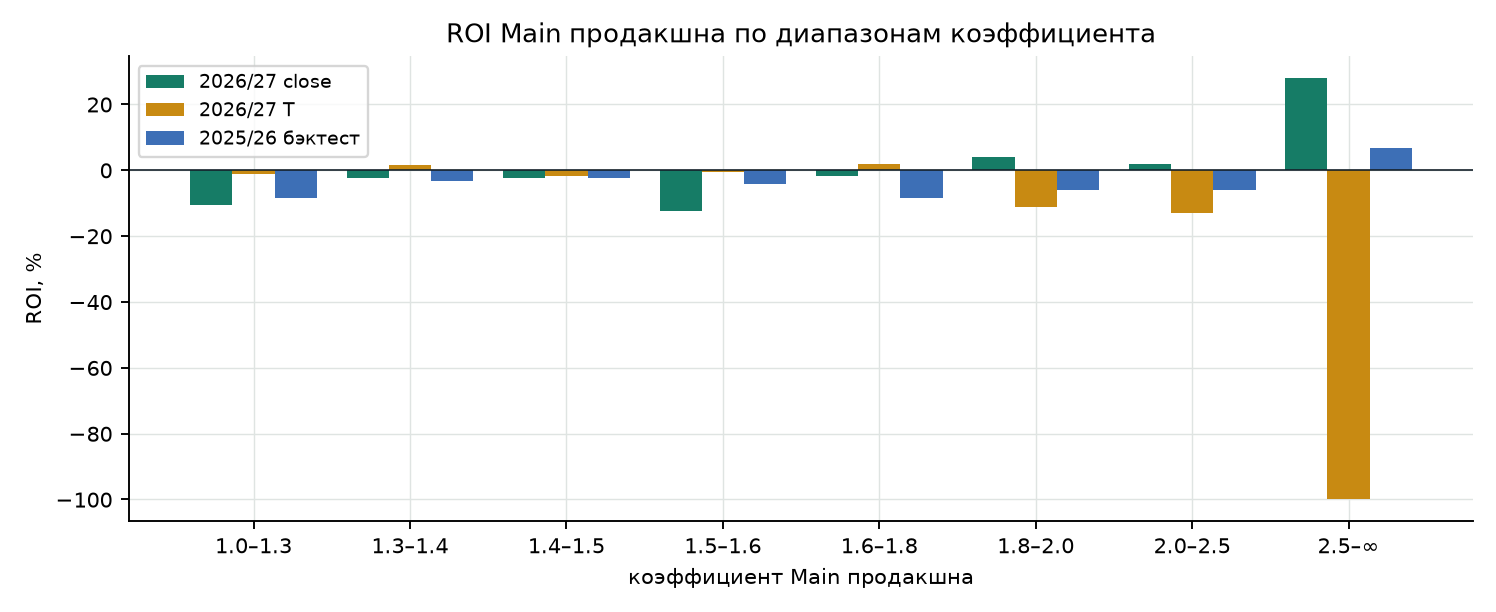 ROI Main продакшна по диапазонам коэффициента
2026/27 close
2026/27 T
2025/26 бэктест
ROI, %
20
0
−20
−40
−60
−80
−100
1.0–1.3
1.3–1.4
1.4–1.5
1.5–1.6
1.6–1.8
1.8–2.0
2.0–2.5
2.5–∞
коэффициент Main продакшна